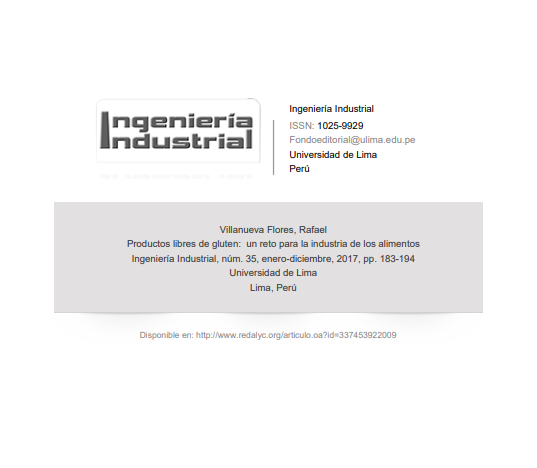 Ingeniería
Industrial
Ingeniería Industrial
ISSN: 1025-9929
Fondoeditorial@ulima.edu.pe
Universidad de Lima
Perú
Villanueva Flores, Rafael
Productos libres de gluten: un reto para la industria de los alimentos
Ingeniería Industrial, núm. 35, enero-diciembre, 2017, pp. 183-194
Universidad de Lima
Lima, Perú
Disponible en: http://www.redalyc.org/articulo.oa?id=337453922009